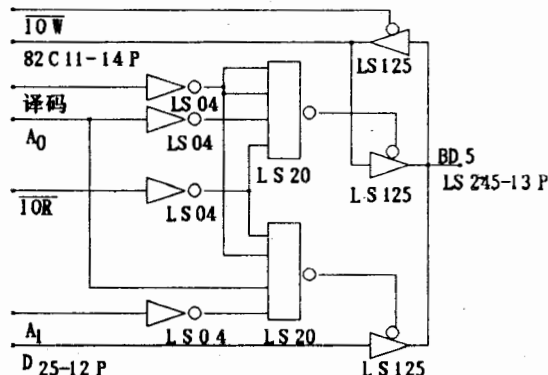 IOW
82C11-14P
LS125
译码
LS04
A0
LS04
LS20
BD5
LS125
LS245-13P
IOR
LS04
A1
LS04
LS20
D25-12P
LS125